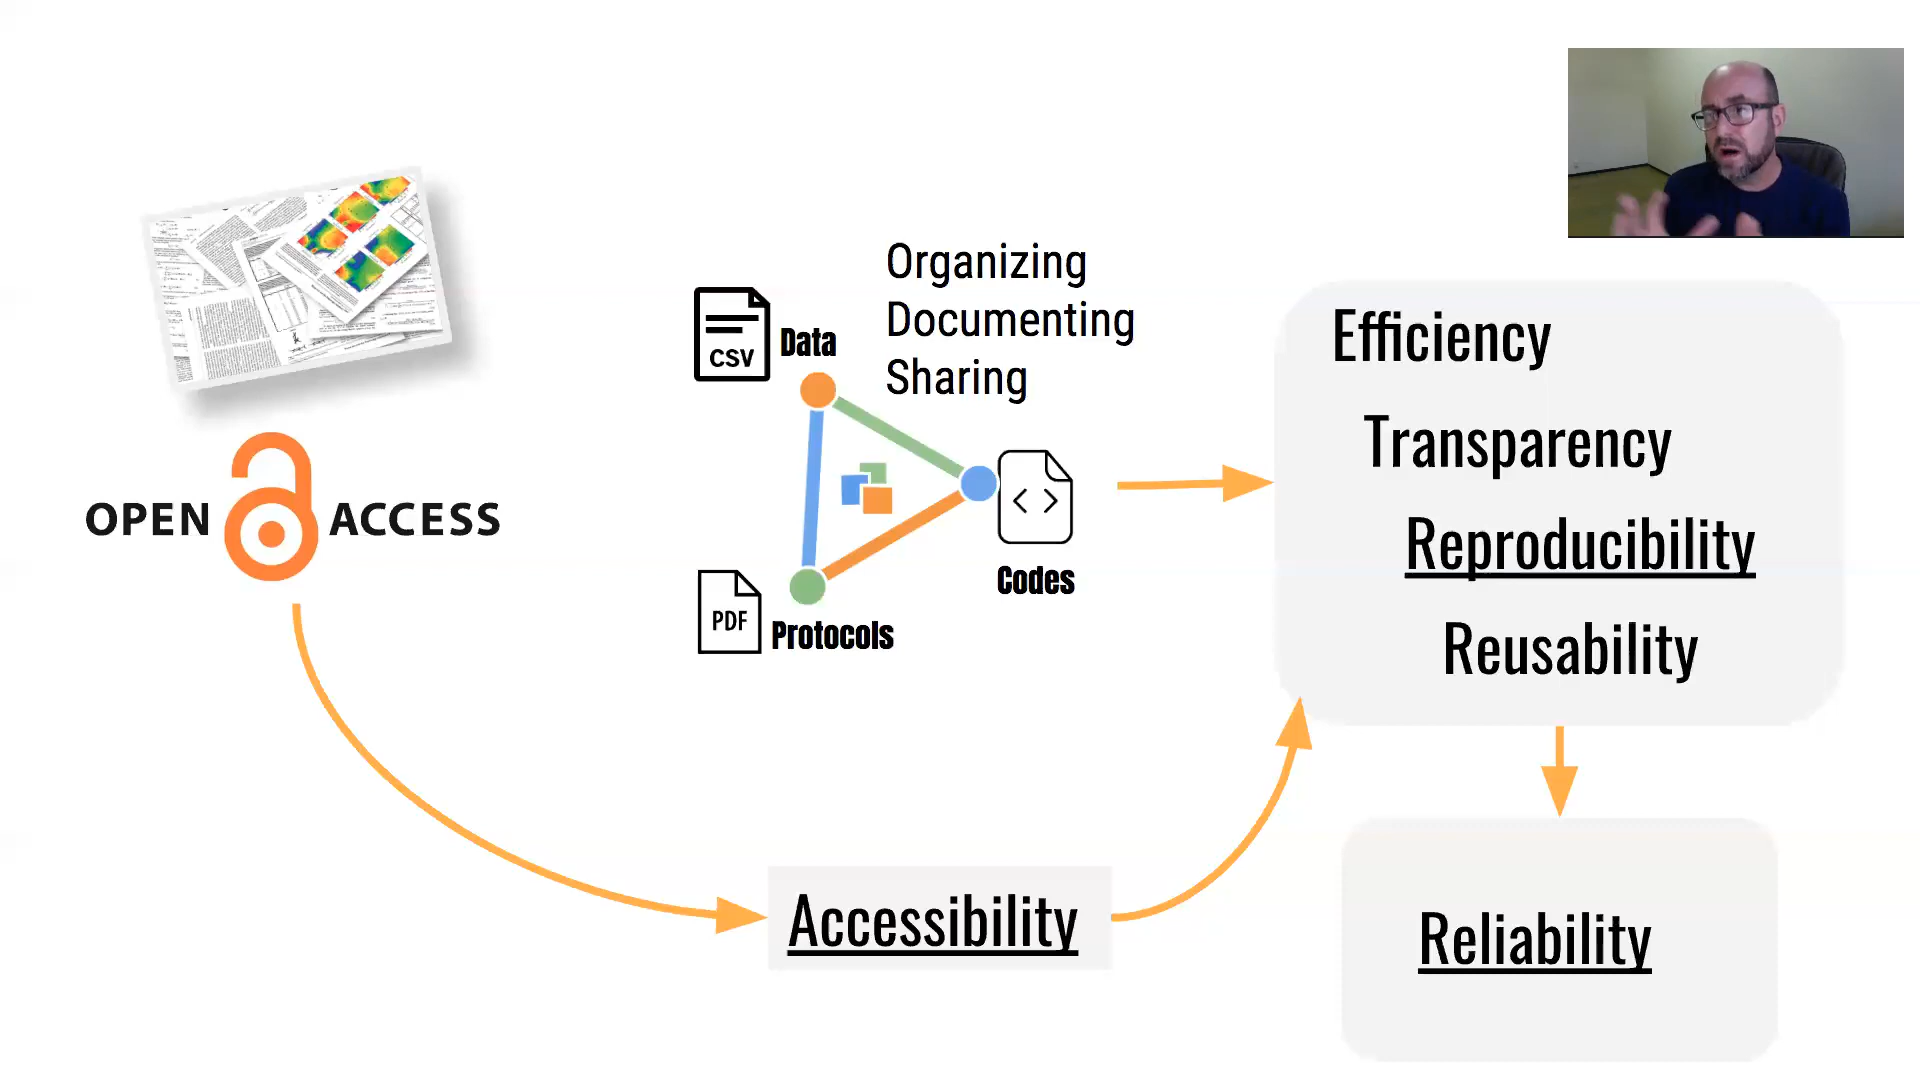 OPEN ACCESS
Organizing
Documenting
Sharing
CSV
Data
Codes
PDF
Protocols
Efficiency
Transparency
Reproducibility
Reusability
Accessibility
Reliability